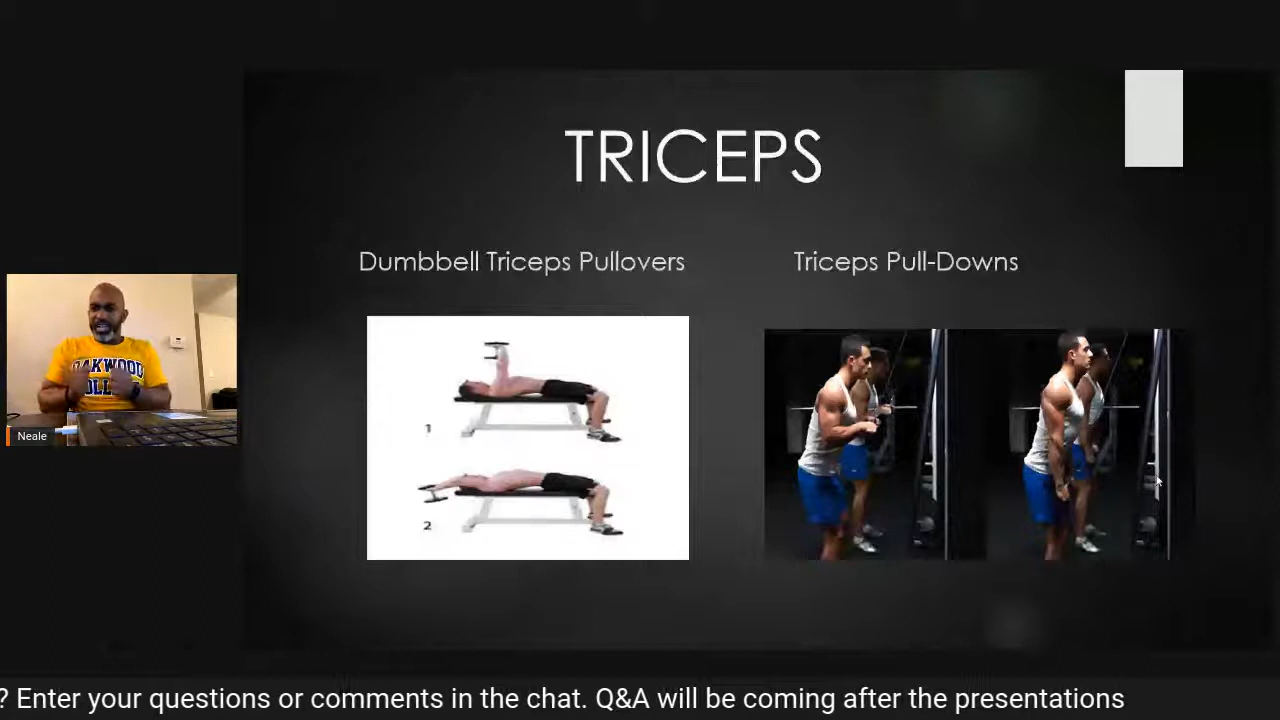 TRICEPS
Dumbbell Triceps Pullovers
Triceps Pull-Downs
1
2
OAKWOOD
Neale
? Enter your questions or comments in the chat. Q&A will be coming after the presentations